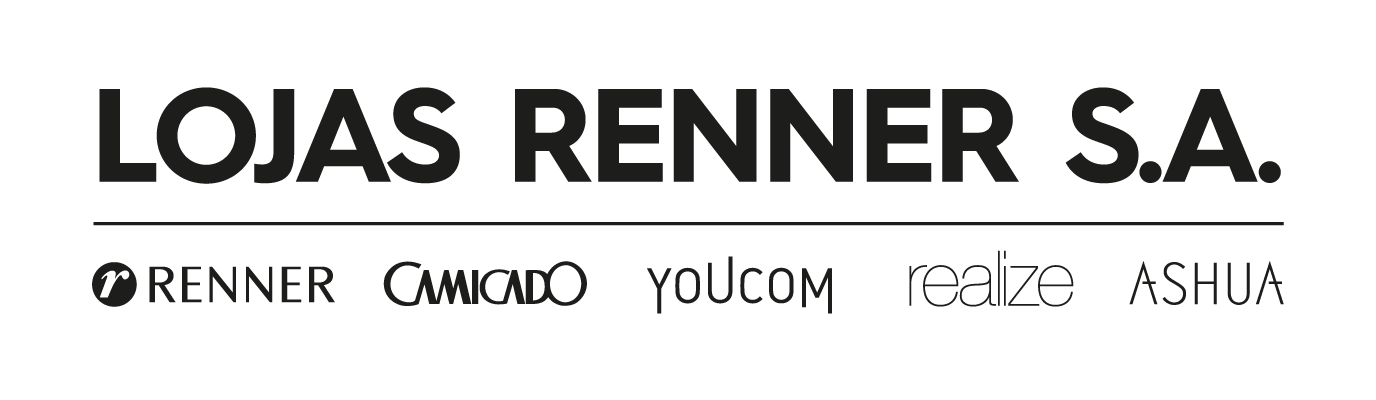 LOJAS RENNER S.A.
r RENNER CAMICADO YOUCOM realize ASHUA